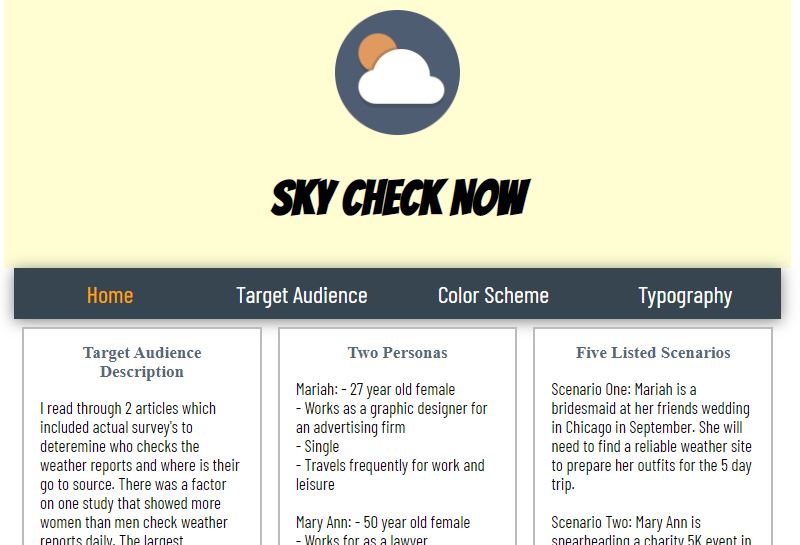 SKY CHECK NOW
Home Target Audience Color Scheme Typography
Target Audience
Description
I read through 2 articles which
included actual survey's to
deteremine who checks the
weather reports and where is their
go to source. There was a factor
on one study that showed more
women than men check weather
reports daily. The largest
Two Personas
Mariah: - 27 year old female
- Works as a graphic designer for
an advertising firm
- Single
- Travels frequently for work and
leisure
Mary Ann: - 50 year old female
- Works for as a lawyer
Five Listed Scenarios
Scenario One: Mariah is a
bridesmaid at her friends wedding
in Chicago in September. She will
need to find a reliable weather site
to prepare her outfits for the 5 day
trip.
Scenario Two: Mary Ann is
spearheading a charity 5K event in